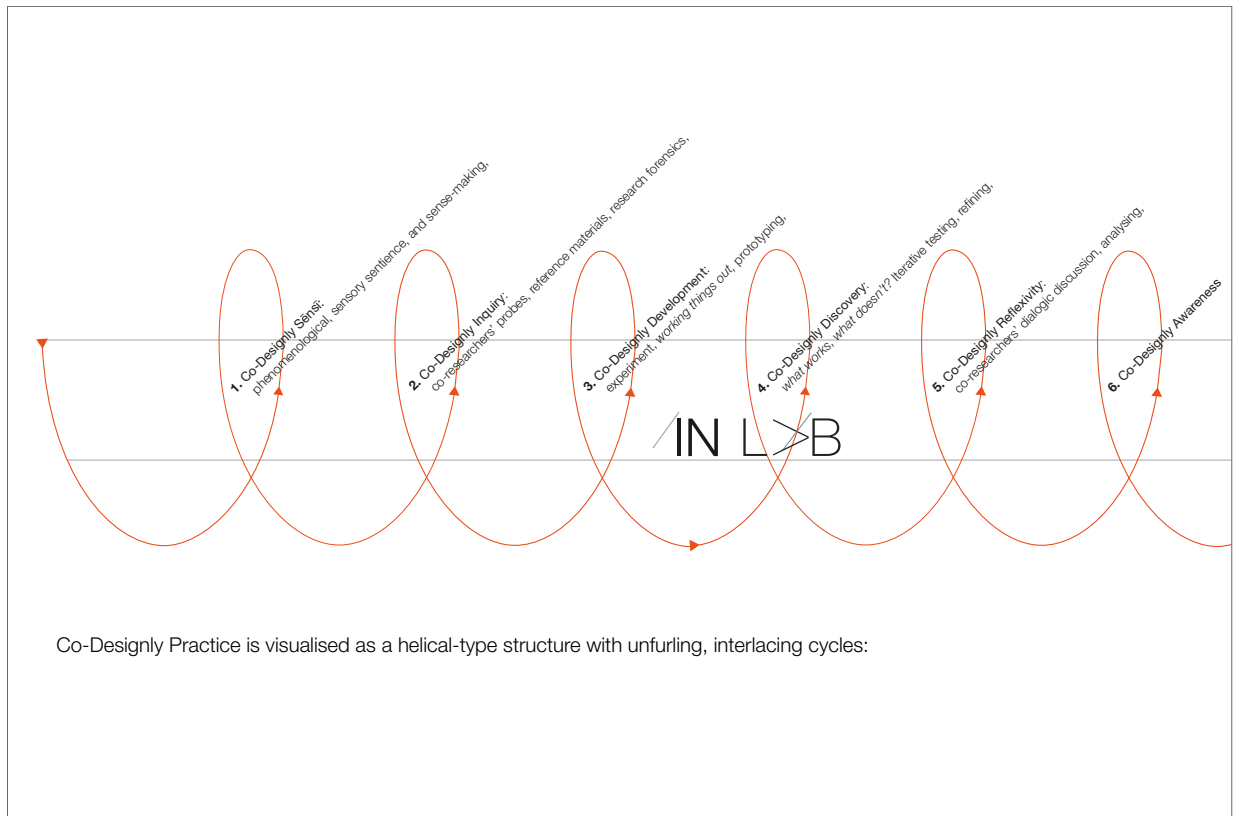 1. Co-Designly Sēnsī:
phenomenological, sensory sentience, and sense-making,
2. Co-Designly Inquiry:
co-researchers' probes, reference materials, research forensics,
3. Co-Designly Development:
experiment, working things out, prototyping,
4. Co-Designly Discovery:
what works, what doesn't? Iterative testing, refining,
5. Co-Designly Reflexivity:
co-researchers' dialogic discussion, analysing,
6. Co-Designly Awareness
/IN L>B
Co-Designly Practice is visualised as a helical-type structure with unfurling, interlacing cycles: